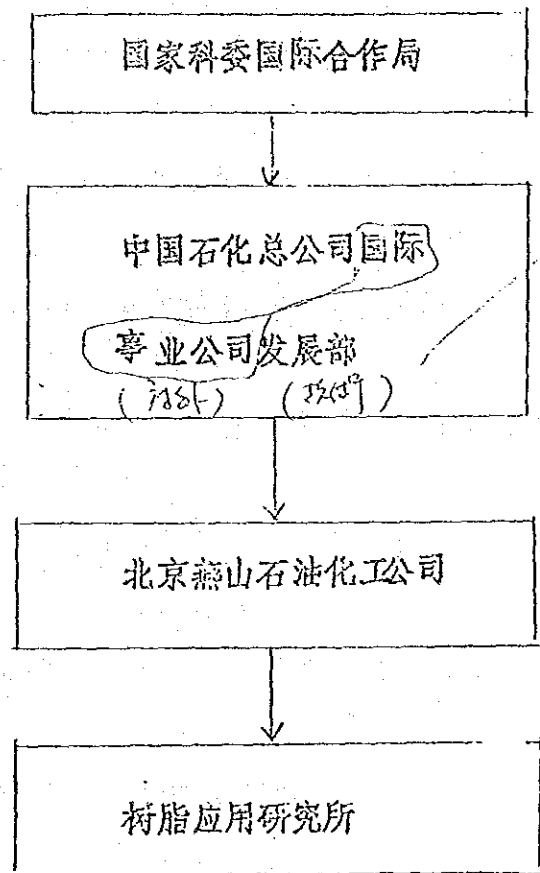 国家科委国际合作局
中国石化总公司国际
事业公司发展部
北京燕山石油化工公司
树脂应用研究所